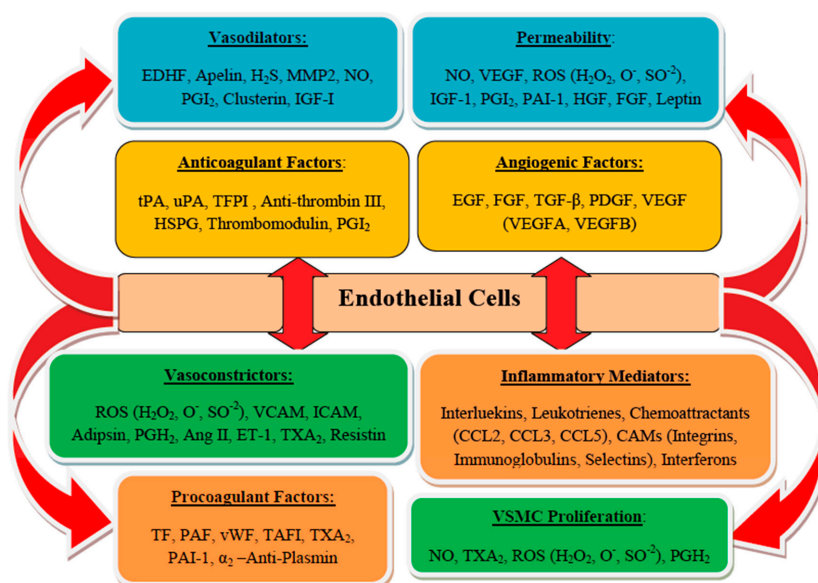 Vasodilators:
EDHF, Apelin, H₂S, MMP2, NO,
PGI₂, Clusterin, IGF-I
Permeability:
NO, VEGF, ROS (H₂O₂, O⁻, SO⁻²),
IGF-1, PGI₂, PAI-1, HGF, FGF, Leptin
Anticoagulant Factors:
tPA, uPA, TFPI , Anti-thrombin III,
HSPG, Thrombomodulin, PGI₂
Angiogenic Factors:
EGF, FGF, TGF-β, PDGF, VEGF
(VEGFA, VEGFB)
Endothelial Cells
Vasoconstrictors:
ROS (H₂O₂, O⁻, SO⁻²), VCAM, ICAM,
Adipsin, PGH₂, Ang II, ET-1, TXA₂, Resistin
Inflammatory Mediators:
Interluekins, Leukotrienes, Chemoattractants
(CCL2, CCL3, CCL5), CAMs (Integrins,
Immunoglobulins, Selectins), Interferons
Procoagulant Factors:
TF, PAF, vWF, TAFI, TXA₂,
PAI-1, α₂ –Anti-Plasmin
VSMC Proliferation:
NO, TXA₂, ROS (H₂O₂, O⁻, SO⁻²), PGH₂